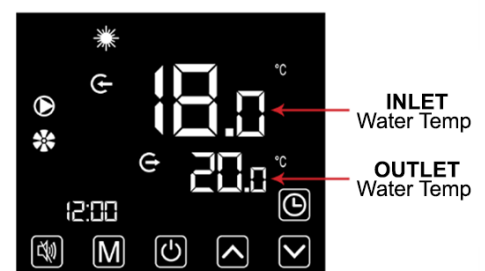 °C
18.0
INLET
Water Temp
°C
20.0
OUTLET
Water Temp
12:00
M